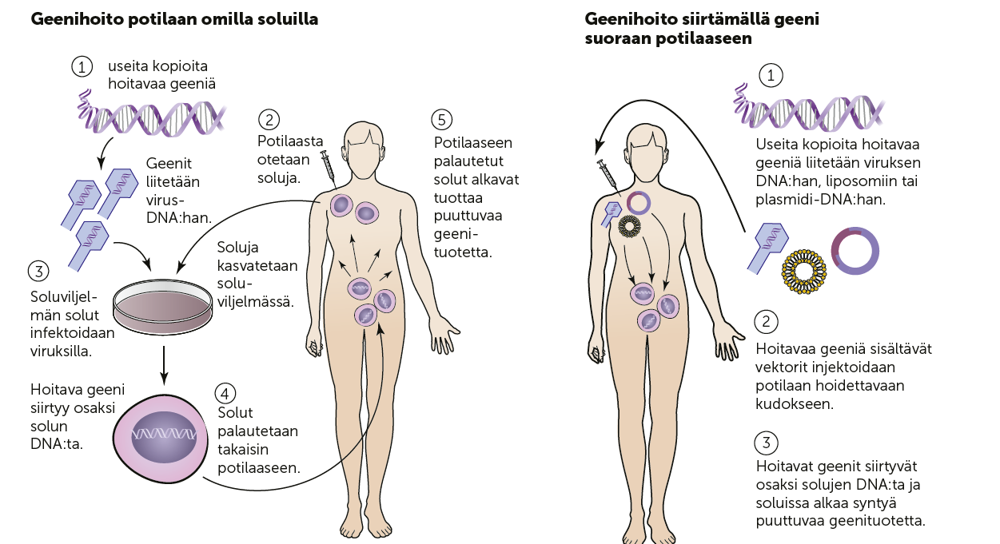 Geenihoito potilaan omilla soluilla
1
useita kopioita
hoitavaa geeniä
Geenit
liitetään
virus-
DNA:han.
2
Potilaasta
otetaan
soluja.
Soluja
kasvatetaan
solu-
viljelmässä.
3
Soluviljel-
män solut
infektoidaan
viruksilla.
Hoitava geeni
siirtyy osaksi
solun
DNA:ta.
4
Solut
palautetaan
takaisin
potilaaseen.
5
Potilaaseen
palautetut
solut alkavat
tuottaa
puuttuvaa
geeni-
tuotetta.
Geenihoito siirtämällä geeni
suoraan potilaaseen
1
Useita kopioita hoitavaa
geeniä liitetään viruksen
DNA:han, liposomiin tai
plasmidi-DNA:han.
2
Hoitavaa geeniä sisältävät
vektorit injektoidaan
potilaan hoidettavaan
kudokseen.
3
Hoitavat geenit siirtyvät
osaksi solujen DNA:ta ja
soluissa alkaa syntyä
puuttuvaa geenituotetta.